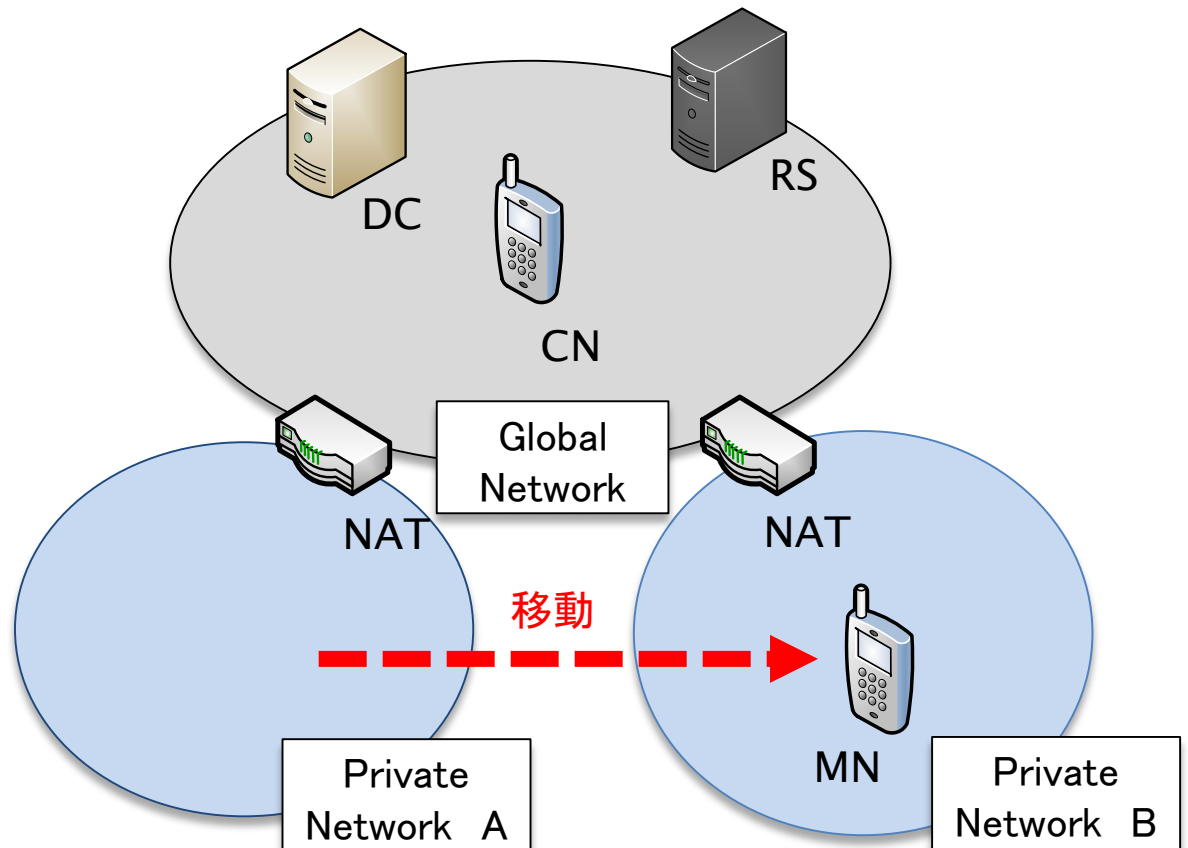 DC
RS
CN
Global
Network
NAT
NAT
移動
MN
Private
Network A
Private
Network B